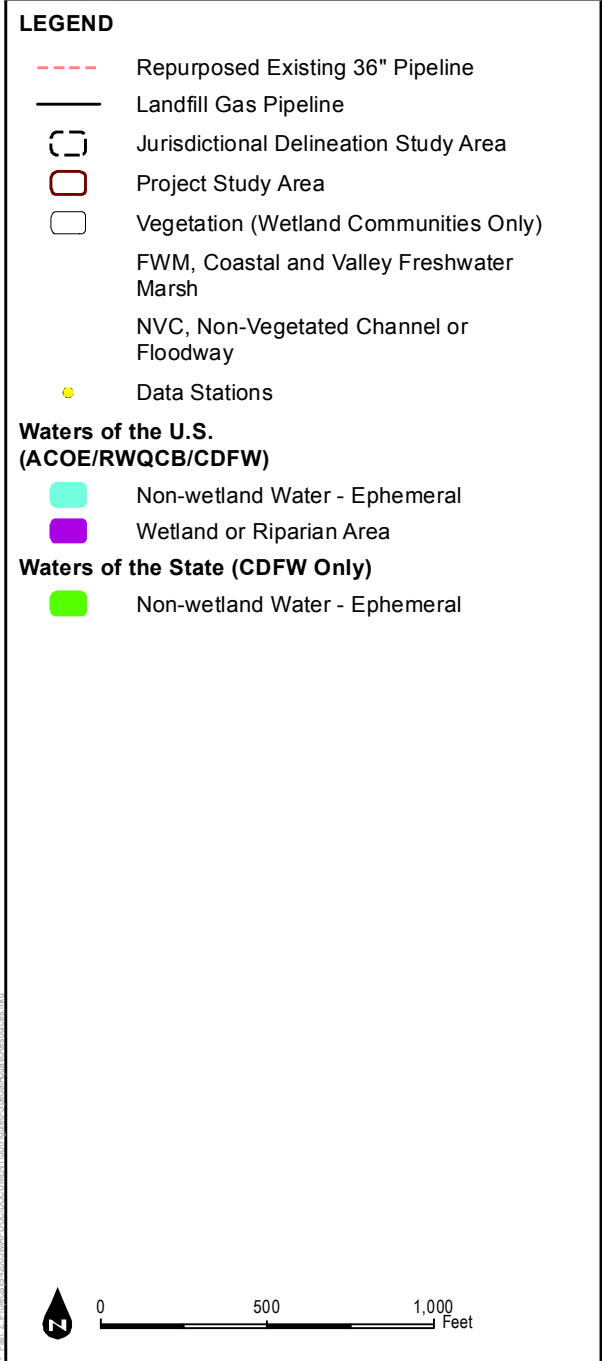 LEGEND
Repurposed Existing 36" Pipeline
Landfill Gas Pipeline
Jurisdictional Delineation Study Area
Project Study Area
Vegetation (Wetland Communities Only)
FWM, Coastal and Valley Freshwater
Marsh
NVC, Non-Vegetated Channel or
Floodway
Data Stations
Waters of the U.S.
(ACOE/RWQCB/CDFW)
Non-wetland Water - Ephemeral
Wetland or Riparian Area
Waters of the State (CDFW Only)
Non-wetland Water - Ephemeral
N
0 500 1,000
Feet